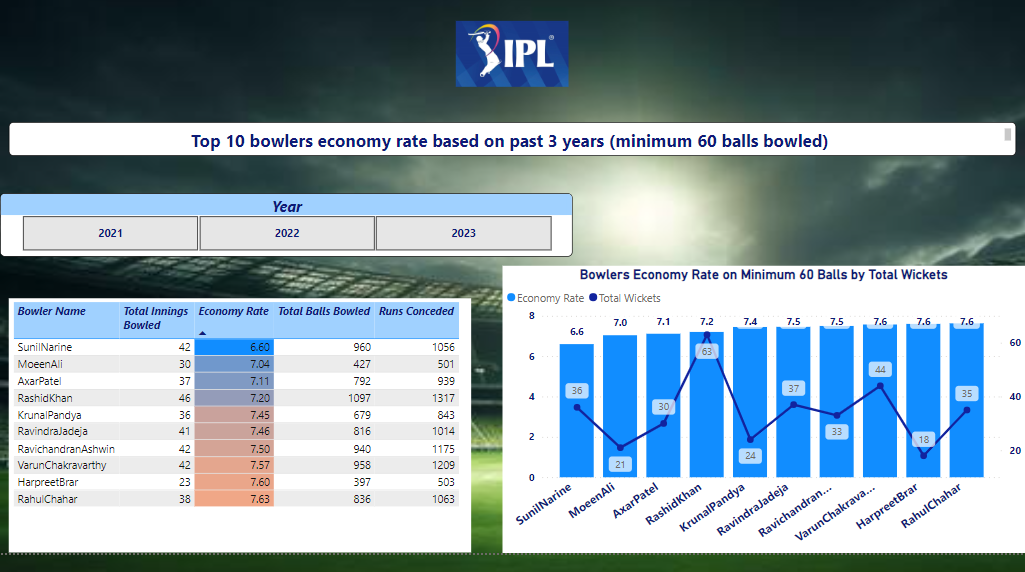 IPL
Top 10 bowlers economy rate based on past 3 years (minimum 60 balls bowled)
Year
2021 2022 2023
Bowler Name Total Innings Bowled Economy Rate Total Balls Bowled Runs Conceded
SunilNarine 42 6.60 960 1056
MoeenAli 30 7.04 427 501
AxarPatel 37 7.11 792 939
RashidKhan 46 7.20 1097 1317
KrunalPandya 36 7.45 679 843
RavindraJadeja 41 7.46 816 1014
RavichandranAshwin 42 7.50 940 1175
VarunChakravarthy 42 7.57 958 1209
HarpreetBrar 23 7.60 397 503
RahulChahar 38 7.63 836 1063
Bowlers Economy Rate on Minimum 60 Balls by Total Wickets
Economy Rate Total Wickets
8 6.6 7.0 7.1 7.2 7.4 7.5 7.5 7.6 7.6 7.6
6 60
63
4 36 30 37 44 35 40
2 21 24 33 18 20
0
SunilNarine MoeenAli AxarPatel RashidKhan KrunalPandya RavindraJadeja Ravichandran... VarunChakrava... HarpreetBrar RahulChahar